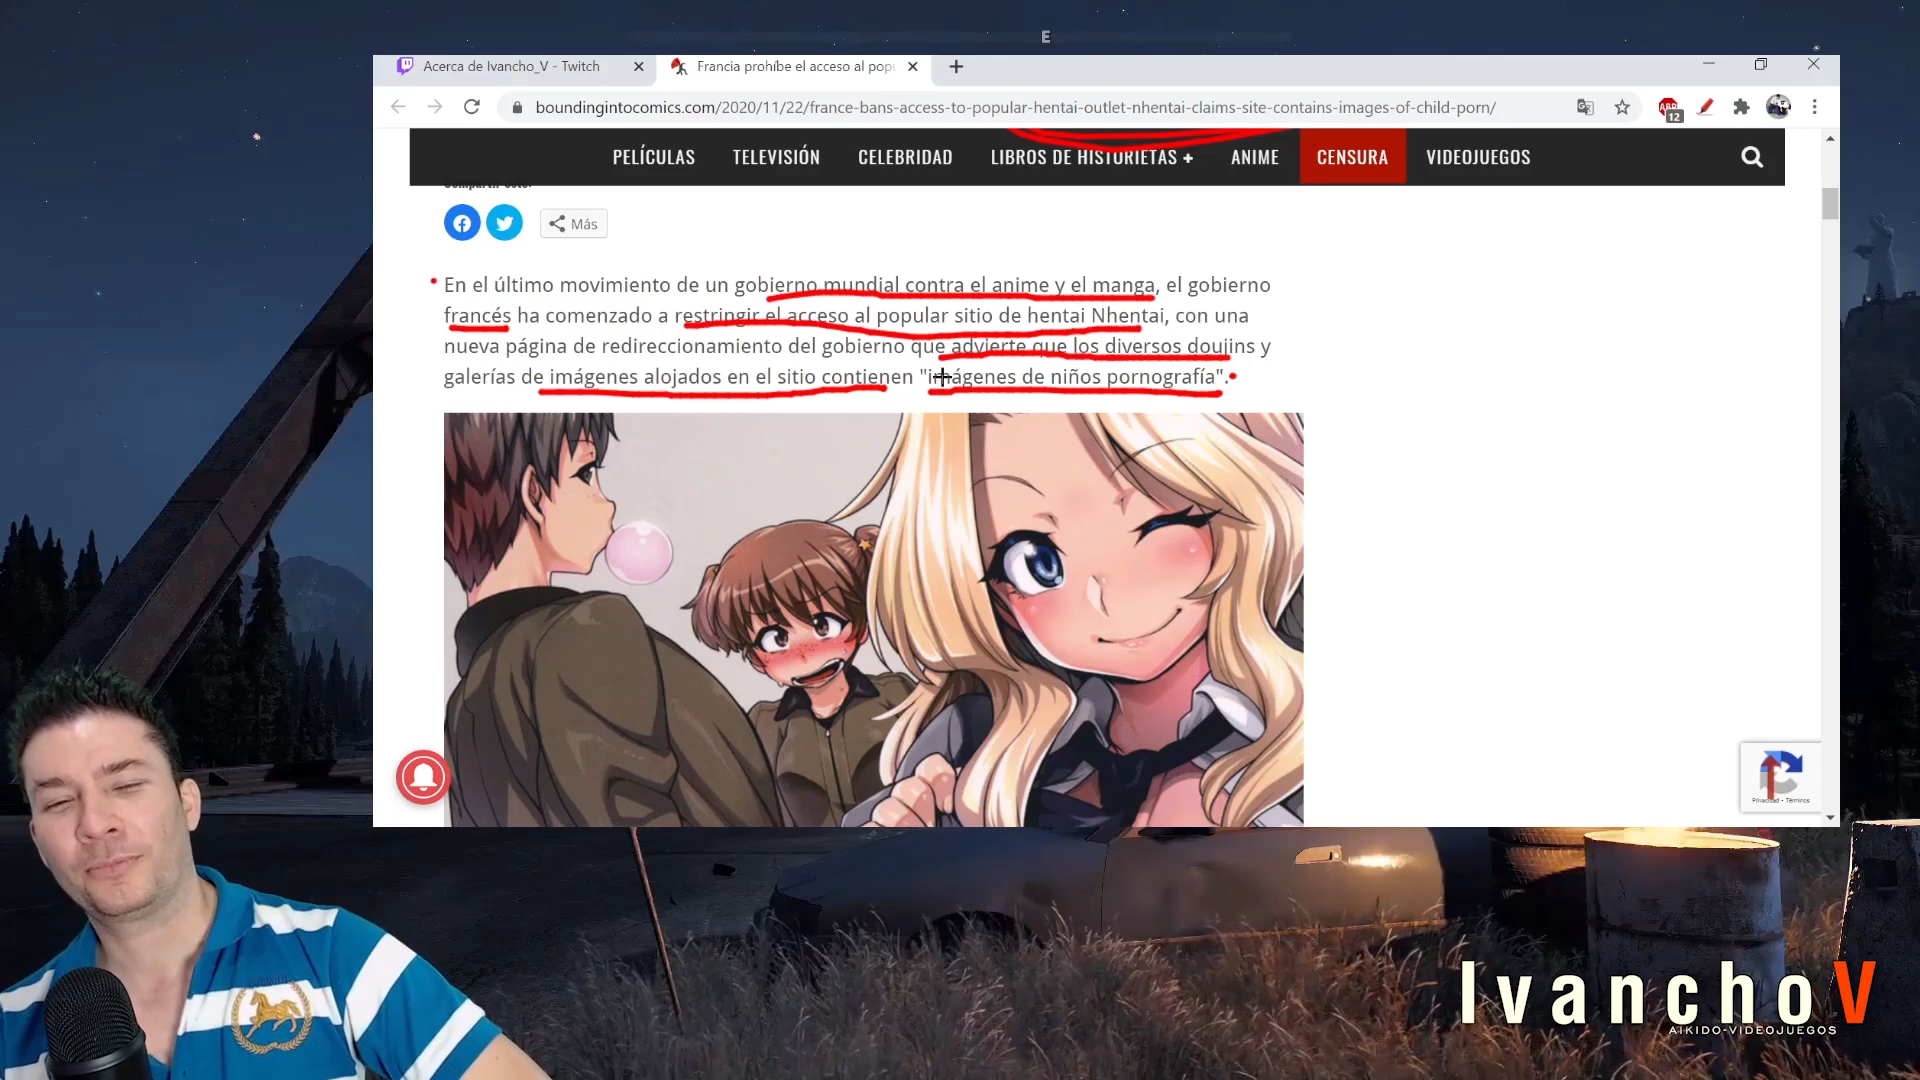 E
Acerca de Ivancho_V - Twitch
Francia prohíbe el acceso al popu
boundingintocomics.com/2020/11/22/france-bans-access-to-popular-hentai-outlet-nhentai-claims-site-contains-images-of-child-porn/
12
PELÍCULAS TELEVISIÓN CELEBRIDAD LIBROS DE HISTORIETAS + ANIME CENSURA VIDEOJUEGOS
Más
En el último movimiento de un gobierno mundial contra el anime y el manga, el gobierno
francés ha comenzado a restringir el acceso al popular sitio de hentai Nhentai, con una
nueva página de redireccionamiento del gobierno que advierte que los diversos doujins y
galerías de imágenes alojados en el sitio contienen "imágenes de niños pornografía".
Privacidad - Términos
IvanchoV
AIKIDO-VIDEOJUEGOS